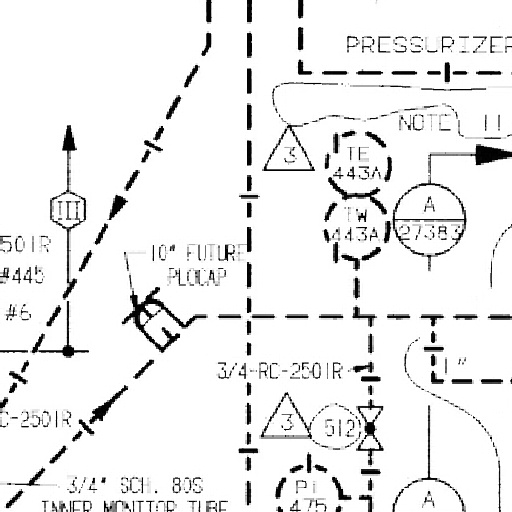 PRESSURIZER
NOTE 11
3
TE
443A
TW
443A
A
27383
III
10" FUTURE
PLOCAP
501R
#445
#6
3/4-RC-2501R
1"
C-2501R
3
512
3/4" SCH. 80S
INNER MONITOR TUBE
PI
475
A